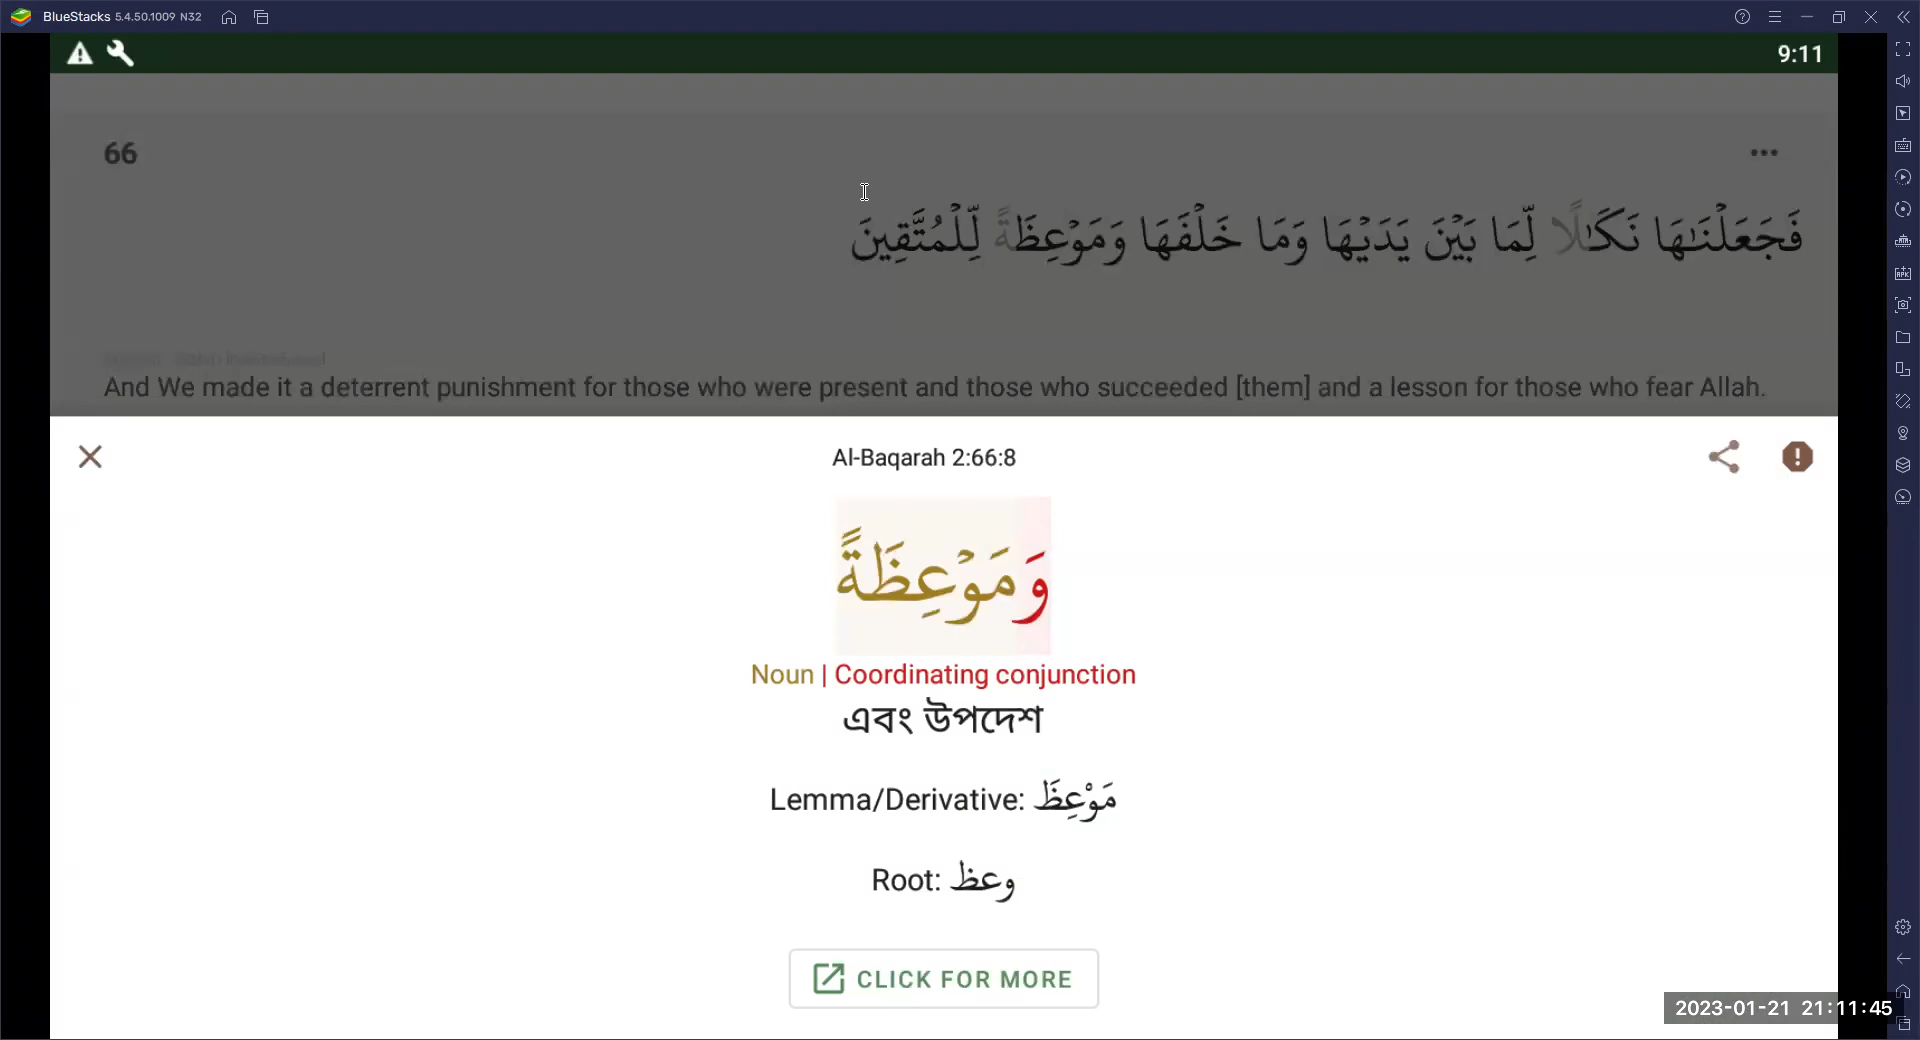 BlueStacks 5.4.50.1009 N32
9:11
66
فَجَعَلْنَـٰهَا نَكَـٰلًا لِّمَا بَيْنَ يَدَيْهَا وَمَا خَلْفَهَا وَمَوْعِظَةً لِّلْمُتَّقِينَ
And We made it a deterrent punishment for those who were present and those who succeeded [them] and a lesson for those who fear Allah.
Al-Baqarah 2:66:8
وَمَوْعِظَةً
Noun | Coordinating conjunction
এবং উপদেশ
Lemma/Derivative: مَوْعِظَ
Root: وعظ
CLICK FOR MORE
2023-01-21 21:11:45